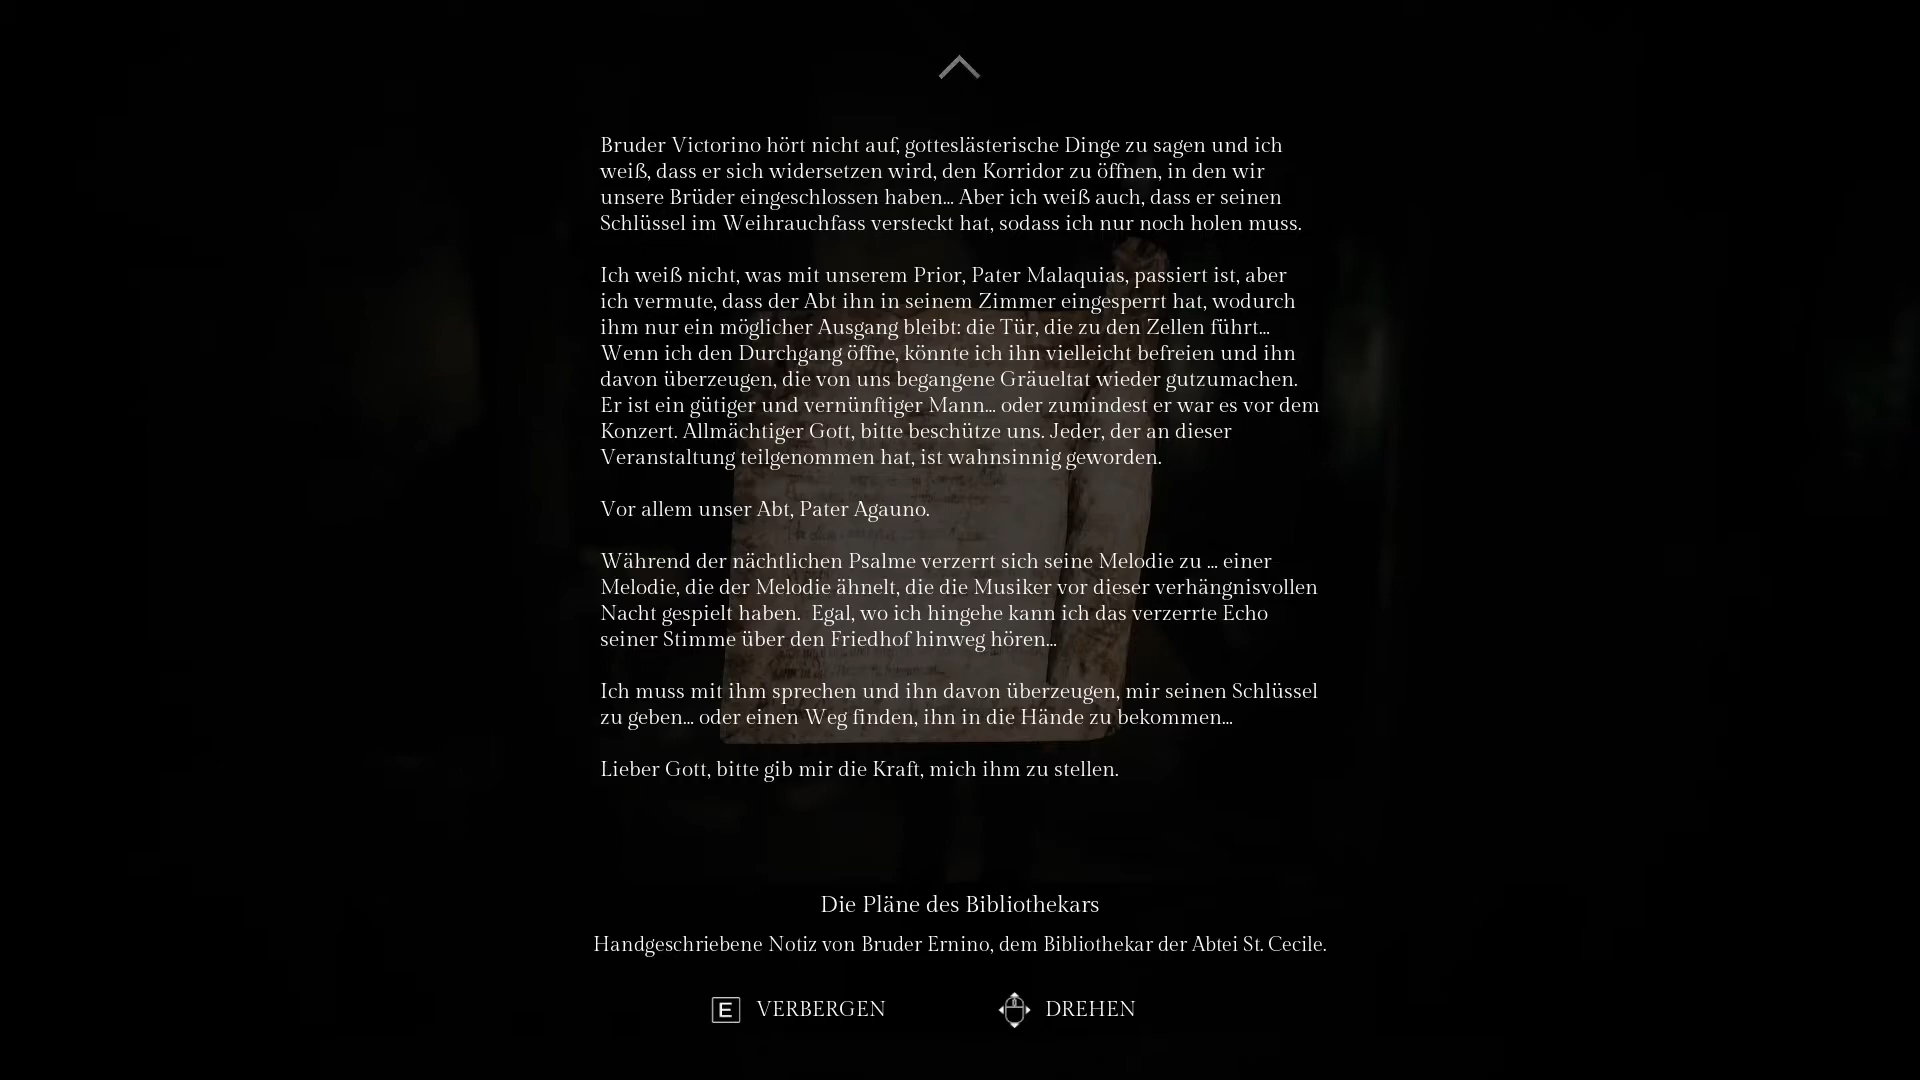 Bruder Victorino hört nicht auf, gotteslästerische Dinge zu sagen und ich
weiß, dass er sich widersetzen wird, den Korridor zu öffnen, in den wir
unsere Brüder eingeschlossen haben... Aber ich weiß auch, dass er seinen
Schlüssel im Weihrauchfass versteckt hat, sodass ich nur noch holen muss.
Ich weiß nicht, was mit unserem Prior, Pater Malaquias, passiert ist, aber
ich vermute, dass der Abt ihn in seinem Zimmer eingesperrt hat, wodurch
ihm nur ein möglicher Ausgang bleibt: die Tür, die zu den Zellen führt...
Wenn ich den Durchgang öffne, könnte ich ihn vielleicht befreien und ihn
davon überzeugen, die von uns begangene Gräueltat wieder gutzumachen.
Er ist ein gütiger und vernünftiger Mann... oder zumindest er war es vor dem
Konzert. Allmächtiger Gott, bitte beschütze uns. Jeder, der an dieser
Veranstaltung teilgenommen hat, ist wahnsinnig geworden.
Vor allem unser Abt, Pater Agauno.
Während der nächtlichen Psalme verzerrt sich seine Melodie zu ... einer
Melodie, die der Melodie ähnelt, die die Musiker vor dieser verhängnisvollen
Nacht gespielt haben.  Egal, wo ich hingehe kann ich das verzerrte Echo
seiner Stimme über den Friedhof hinweg hören...
Ich muss mit ihm sprechen und ihn davon überzeugen, mir seinen Schlüssel
zu geben... oder einen Weg finden, ihn in die Hände zu bekommen...
Lieber Gott, bitte gib mir die Kraft, mich ihm zu stellen.
Die Pläne des Bibliothekars
Handgeschriebene Notiz von Bruder Ernino, dem Bibliothekar der Abtei St. Cecile.
E VERBERGEN DREHEN